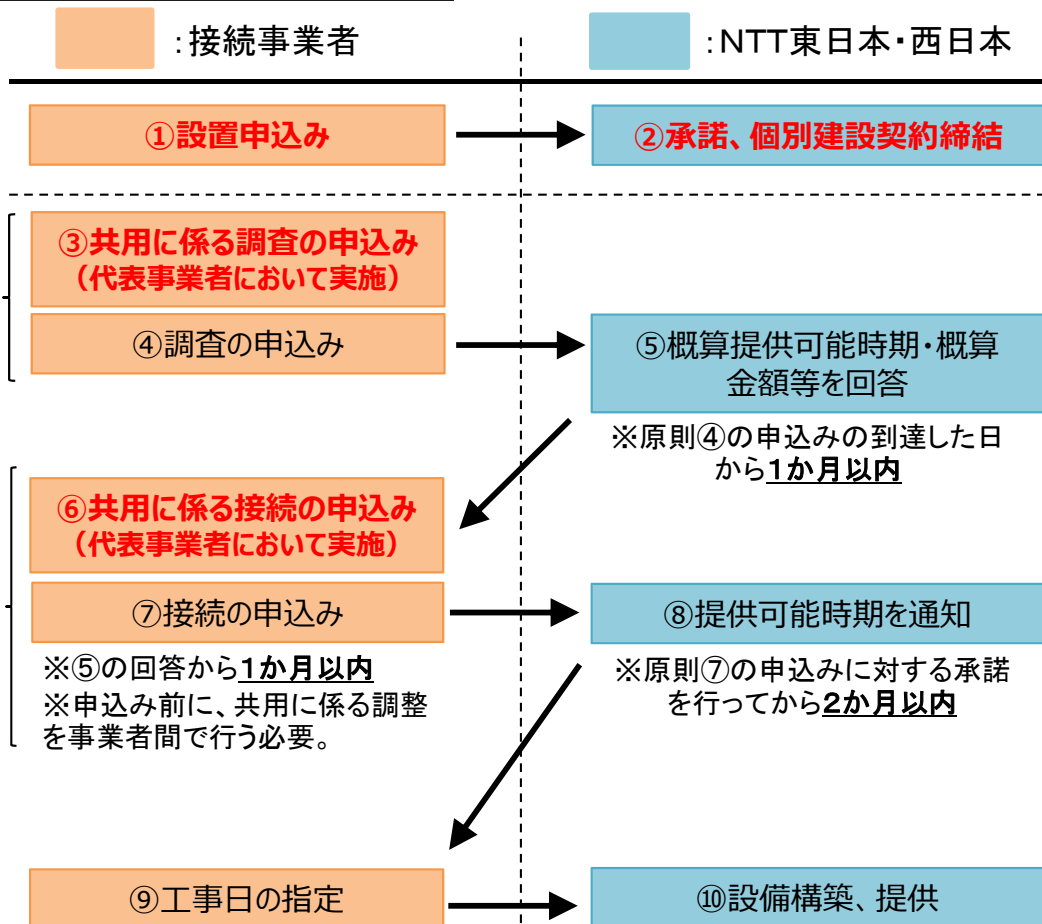 :接続事業者
:NTT東日本・西日本
①設置申込み
②承諾、個別建設契約締結
③共用に係る調査の申込み
（代表事業者において実施）
④調査の申込み
⑤概算提供可能時期・概算
金額等を回答
※原則④の申込みの到達した日
から1か月以内
⑥共用に係る接続の申込み
（代表事業者において実施）
⑦接続の申込み
⑧提供可能時期を通知
※⑤の回答から1か月以内
※申込み前に、共用に係る調整
を事業者間で行う必要。
※原則⑦の申込みに対する承諾
を行ってから2か月以内
⑨工事日の指定
⑩設備構築、提供